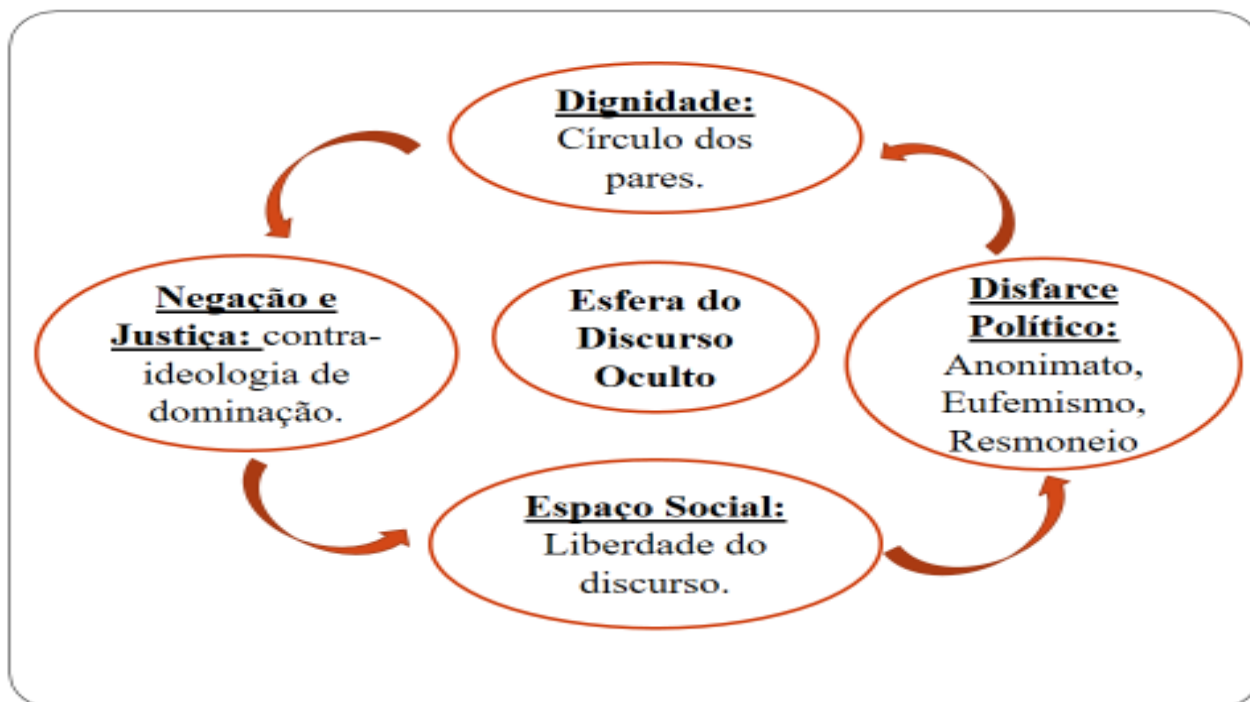 Dignidade:
Círculo dos
pares.
Negação e
Justiça: contra-
ideologia de
dominação.
Esfera do
Discurso
Oculto
Disfarce
Político:
Anonimato,
Eufemismo,
Resmoneio
Espaço Social:
Liberdade do
discurso.